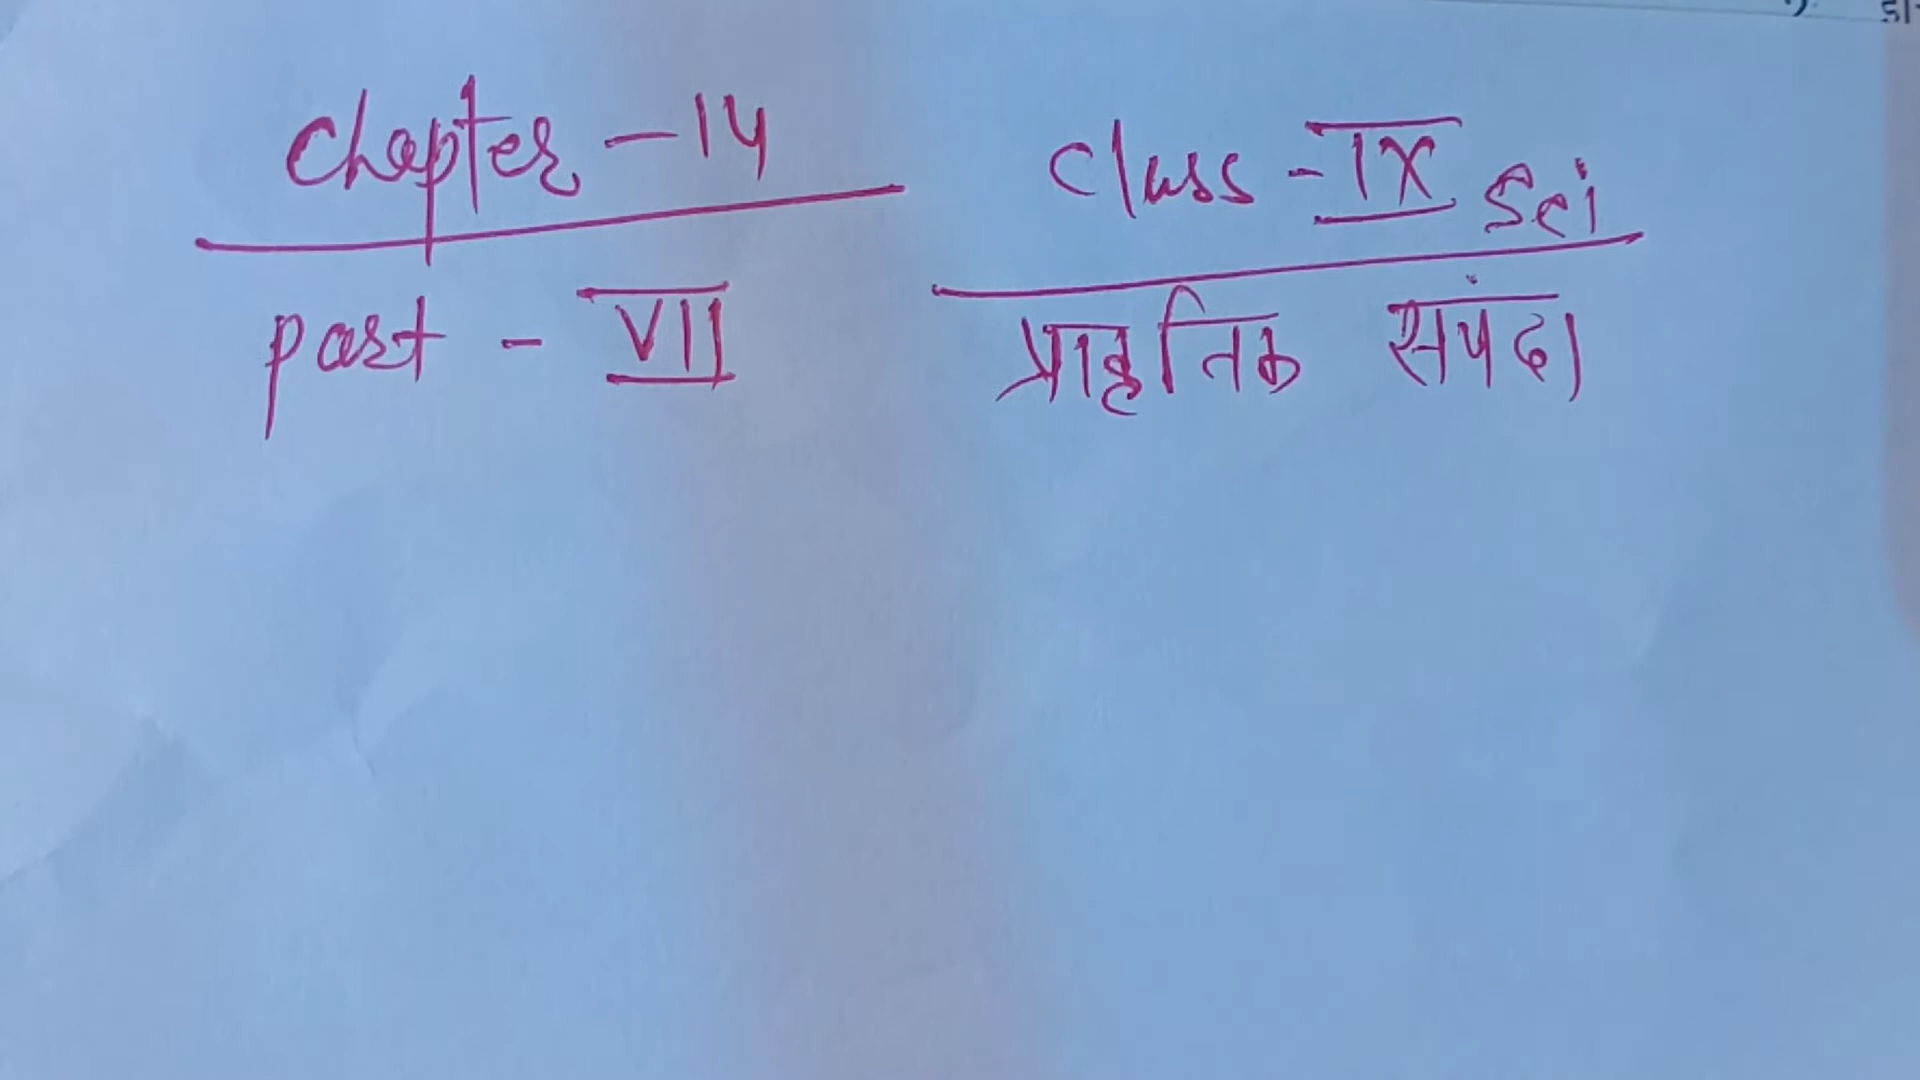 Chapter - 14
Class - IX Sci
part - VII
प्राकृतिक संपदा